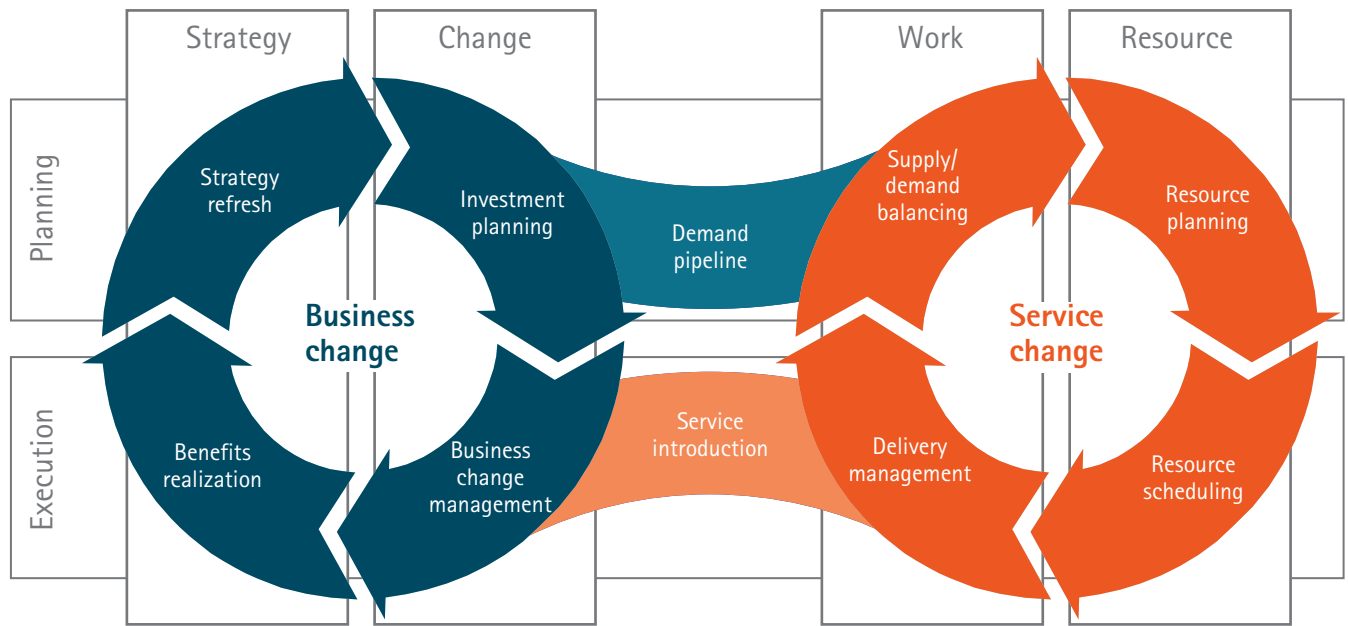 Strategy
Change
Work
Resource
Planning
Execution
Strategy
refresh
Investment
planning
Business
change
Benefits
realization
Business
change
management
Demand
pipeline
Service
introduction
Supply/
demand
balancing
Resource
planning
Service
change
Delivery
management
Resource
scheduling